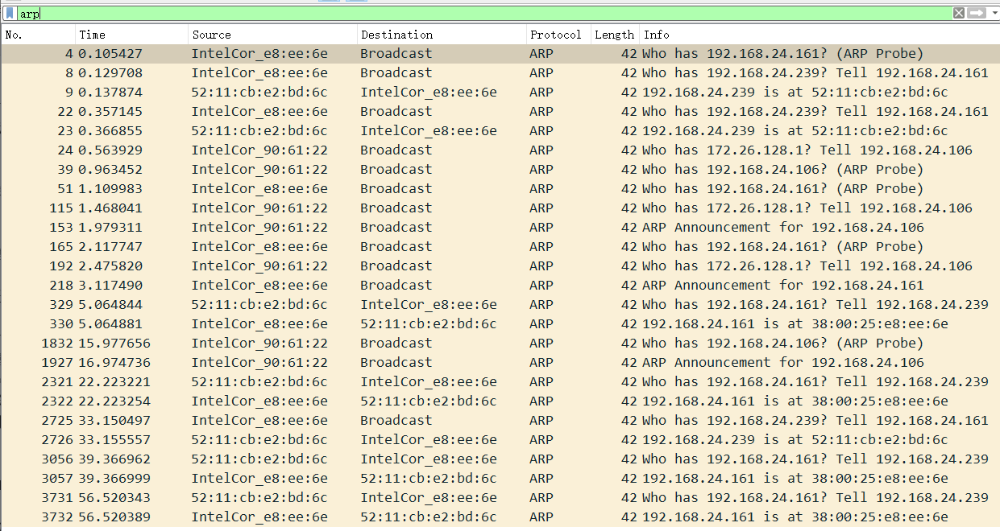 arp
No. Time Source Destination Protocol Length Info
4 0.105427 IntelCor_e8:ee:6e Broadcast ARP 42 Who has 192.168.24.161? (ARP Probe)
8 0.129708 IntelCor_e8:ee:6e Broadcast ARP 42 Who has 192.168.24.239? Tell 192.168.24.161
9 0.137874 52:11:cb:e2:bd:6c IntelCor_e8:ee:6e ARP 42 192.168.24.239 is at 52:11:cb:e2:bd:6c
22 0.357145 IntelCor_e8:ee:6e Broadcast ARP 42 Who has 192.168.24.239? Tell 192.168.24.161
23 0.366855 52:11:cb:e2:bd:6c IntelCor_e8:ee:6e ARP 42 192.168.24.239 is at 52:11:cb:e2:bd:6c
24 0.563929 IntelCor_90:61:22 Broadcast ARP 42 Who has 172.26.128.1? Tell 192.168.24.106
39 0.963452 IntelCor_90:61:22 Broadcast ARP 42 Who has 192.168.24.106? (ARP Probe)
51 1.109983 IntelCor_e8:ee:6e Broadcast ARP 42 Who has 192.168.24.161? (ARP Probe)
115 1.468041 IntelCor_90:61:22 Broadcast ARP 42 Who has 172.26.128.1? Tell 192.168.24.106
153 1.979311 IntelCor_90:61:22 Broadcast ARP 42 ARP Announcement for 192.168.24.106
165 2.117747 IntelCor_e8:ee:6e Broadcast ARP 42 Who has 192.168.24.161? (ARP Probe)
192 2.475820 IntelCor_90:61:22 Broadcast ARP 42 Who has 172.26.128.1? Tell 192.168.24.106
218 3.117490 IntelCor_e8:ee:6e Broadcast ARP 42 ARP Announcement for 192.168.24.161
329 5.064844 52:11:cb:e2:bd:6c IntelCor_e8:ee:6e ARP 42 Who has 192.168.24.161? Tell 192.168.24.239
330 5.064881 IntelCor_e8:ee:6e 52:11:cb:e2:bd:6c ARP 42 192.168.24.161 is at 38:00:25:e8:ee:6e
1832 15.977656 IntelCor_90:61:22 Broadcast ARP 42 Who has 192.168.24.106? (ARP Probe)
1927 16.974736 IntelCor_90:61:22 Broadcast ARP 42 ARP Announcement for 192.168.24.106
2321 22.223221 52:11:cb:e2:bd:6c IntelCor_e8:ee:6e ARP 42 Who has 192.168.24.161? Tell 192.168.24.239
2322 22.223254 IntelCor_e8:ee:6e 52:11:cb:e2:bd:6c ARP 42 192.168.24.161 is at 38:00:25:e8:ee:6e
2725 33.150497 IntelCor_e8:ee:6e Broadcast ARP 42 Who has 192.168.24.239? Tell 192.168.24.161
2726 33.155557 52:11:cb:e2:bd:6c IntelCor_e8:ee:6e ARP 42 192.168.24.239 is at 52:11:cb:e2:bd:6c
3056 39.366962 52:11:cb:e2:bd:6c IntelCor_e8:ee:6e ARP 42 Who has 192.168.24.161? Tell 192.168.24.239
3057 39.366999 IntelCor_e8:ee:6e 52:11:cb:e2:bd:6c ARP 42 192.168.24.161 is at 38:00:25:e8:ee:6e
3731 56.520343 52:11:cb:e2:bd:6c IntelCor_e8:ee:6e ARP 42 Who has 192.168.24.161? Tell 192.168.24.239
3732 56.520389 IntelCor_e8:ee:6e 52:11:cb:e2:bd:6c ARP 42 192.168.24.161 is at 38:00:25:e8:ee:6e